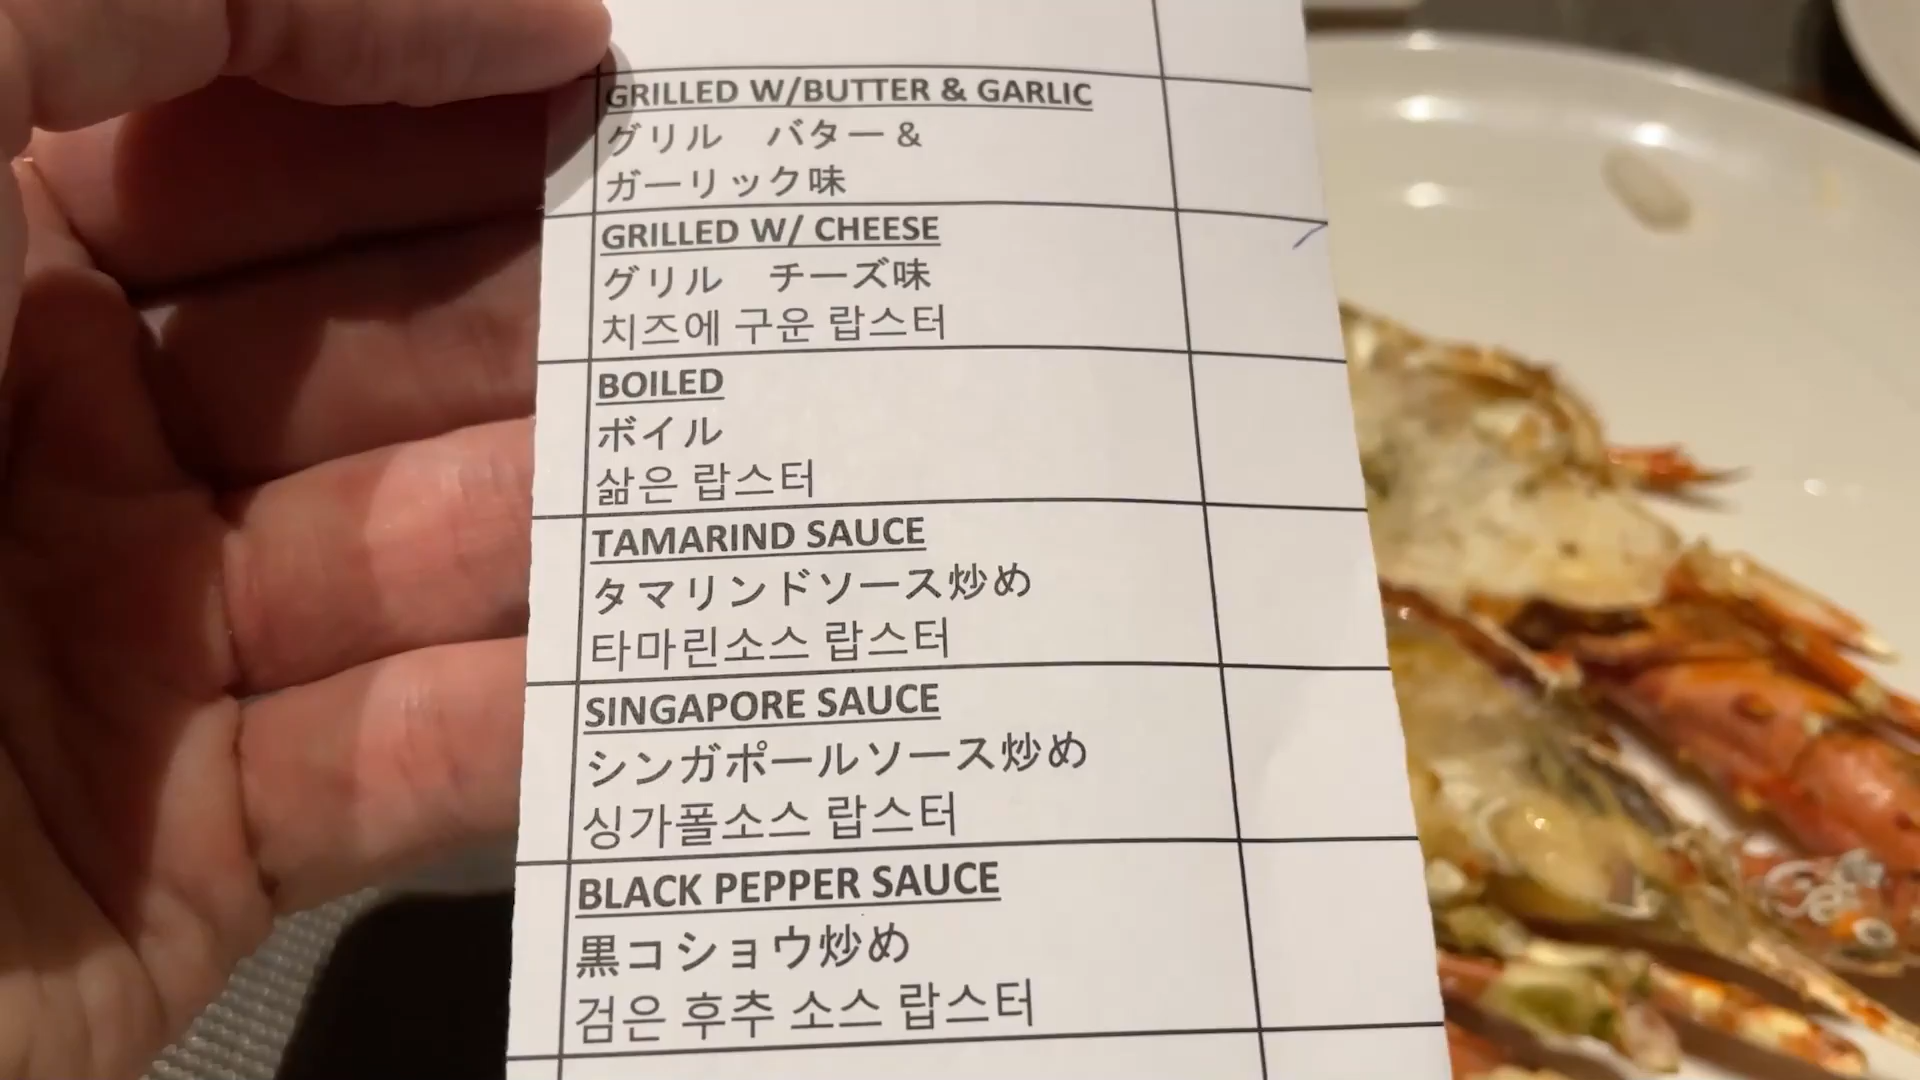 GRILLED W/BUTTER & GARLIC
グリル　バター &
ガーリック味
GRILLED W/ CHEESE
グリル　チーズ味
치즈에 구운 랍스터
BOILED
ボイル
삶은 랍스터
TAMARIND SAUCE
タマリンドソース炒め
타마린소스 랍스터
SINGAPORE SAUCE
シンガポールソース炒め
싱가폴소스 랍스터
BLACK PEPPER SAUCE
黒コショウ炒め
검은 후추 소스 랍스터